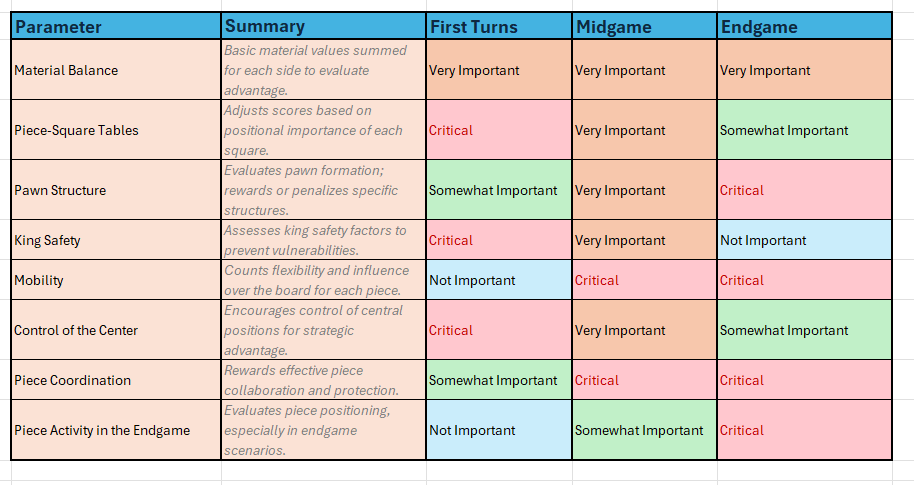 Parameter Summary First Turns Midgame Endgame
Material Balance
Basic material values summed
for each side to evaluate
advantage.
Very Important Very Important Very Important
Piece-Square Tables
Adjusts scores based on
positional importance of each
square.
Critical Very Important Somewhat Important
Pawn Structure
Evaluates pawn formation;
rewards or penalizes specific
structures.
Somewhat Important Very Important Critical
King Safety
Assesses king safety factors to
prevent vulnerabilities.
Critical Very Important Not Important
Mobility
Counts flexibility and influence
over the board for each piece.
Not Important Critical Critical
Control of the Center
Encourages control of central
positions for strategic
advantage.
Critical Very Important Somewhat Important
Piece Coordination
Rewards effective piece
collaboration and protection.
Somewhat Important Critical Critical
Piece Activity in the Endgame
Evaluates piece positioning,
especially in endgame
scenarios.
Not Important Somewhat Important Critical